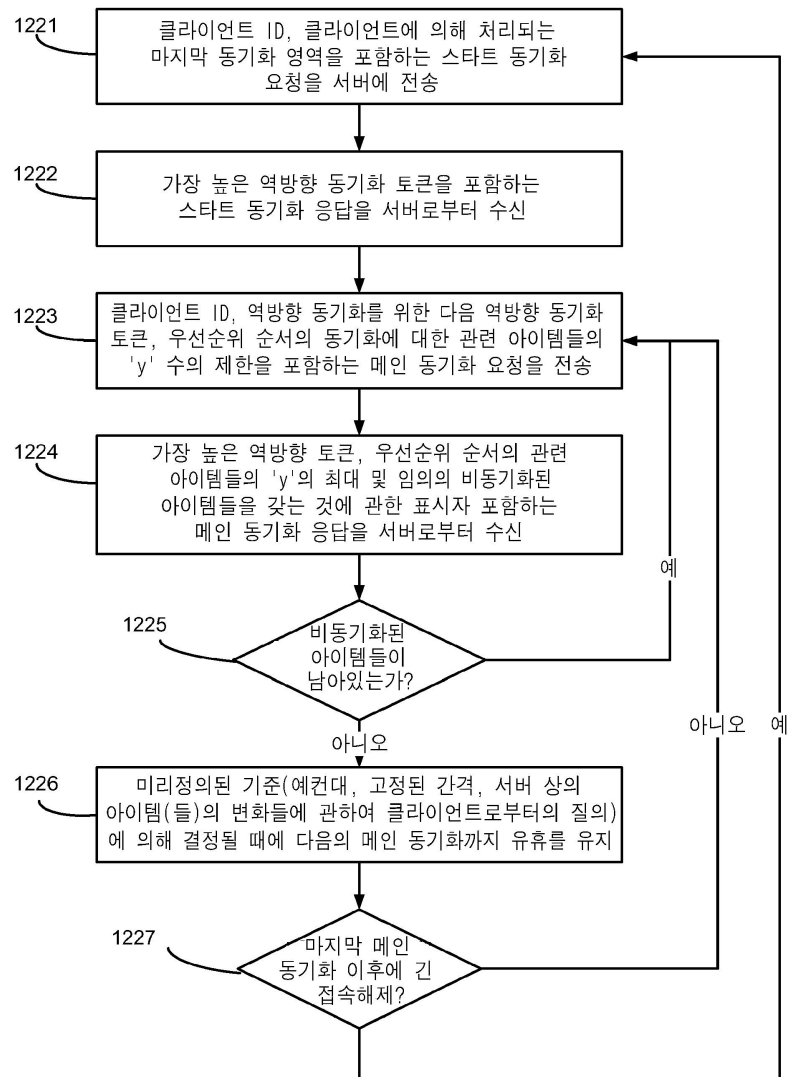 1221
클라이언트 ID, 클라이언트에 의해 처리되는
마지막 동기화 영역을 포함하는 스타트 동기화
요청을 서버에 전송
1222
가장 높은 역방향 동기화 토큰을 포함하는
스타트 동기화 응답을 서버로부터 수신
1223
클라이언트 ID, 역방향 동기화를 위한 다음 역방향 동기화
토큰, 우선순위 순서의 동기화에 대한 관련 아이템들의
'y' 수의 제한을 포함하는 메인 동기화 요청을 전송
1224
가장 높은 역방향 토큰, 우선순위 순서의 관련
아이템들의 'y'의 최대 및 임의의 비동기화된
아이템들을 갖는 것에 관한 표시자 포함하는
메인 동기화 응답을 서버로부터 수신
예
1225
비동기화된
아이템들이
남아있는가?
아니오
아니오
예
1226
미리정의된 기준(예컨대, 고정된 간격, 서버 상의
아이템(들)의 변화들에 관하여 클라이언트로부터의 질의)
에 의해 결정될 때에 다음의 메인 동기화까지 유휴를 유지
1227
마지막 메인
동기화 이후에 긴
접속해제?